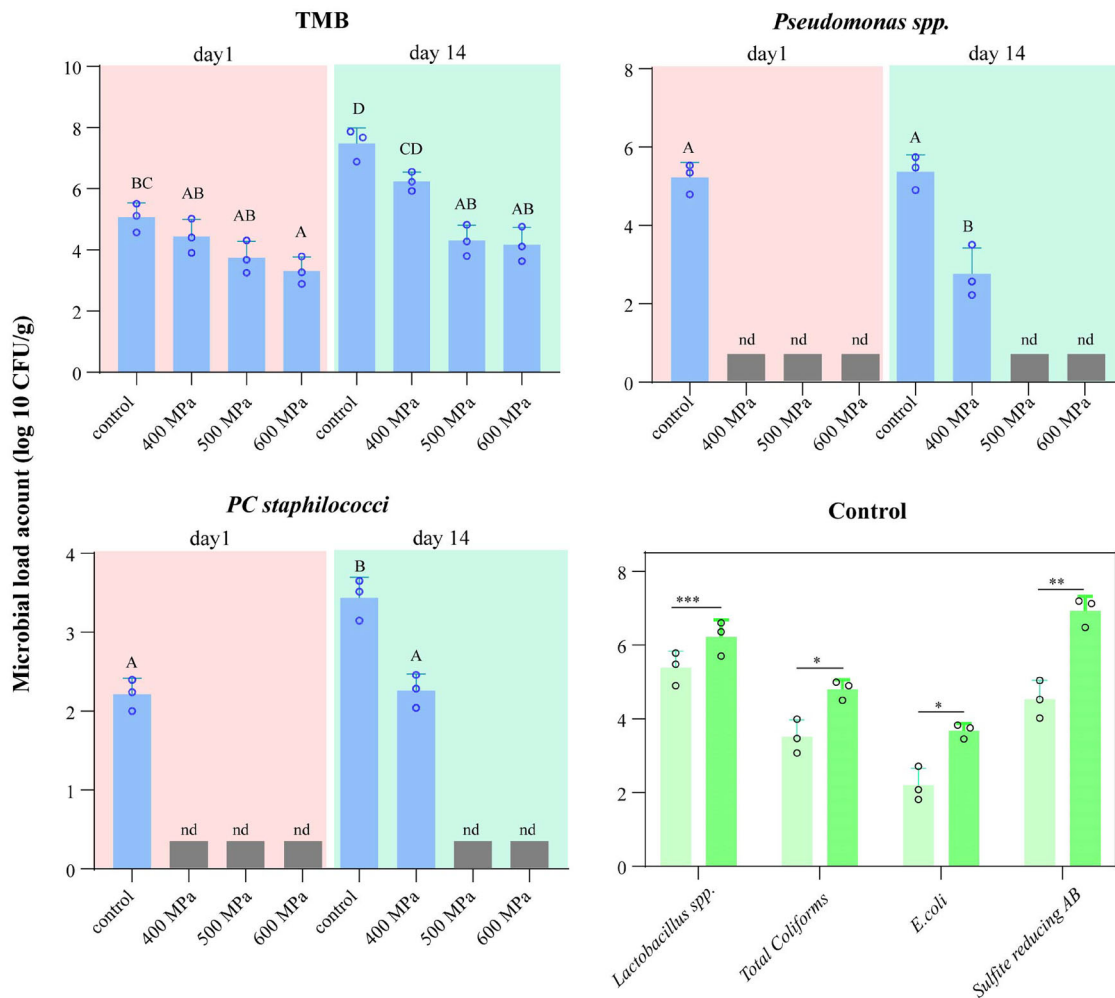 TMB
day1
day 14
10
8
6
4
2
0
BC
AB
AB
A
D
CD
AB
AB
control
400 MPa
500 MPa
600 MPa
control
400 MPa
500 MPa
600 MPa
Pseudomonas spp.
day1
day 14
8
6
4
2
0
A
nd
nd
nd
A
B
nd
nd
control
400 MPa
500 MPa
600 MPa
control
400 MPa
500 MPa
600 MPa
Microbial load acount (log 10 CFU/g)
PC staphilococci
day1
day 14
4
3
2
1
0
A
nd
nd
nd
B
A
nd
nd
control
400 MPa
500 MPa
600 MPa
control
400 MPa
500 MPa
600 MPa
Control
8
6
4
2
0
***
*
*
**
Lactobacillus spp.
Total Coliforms
E.coli
Sulfite reducing AB